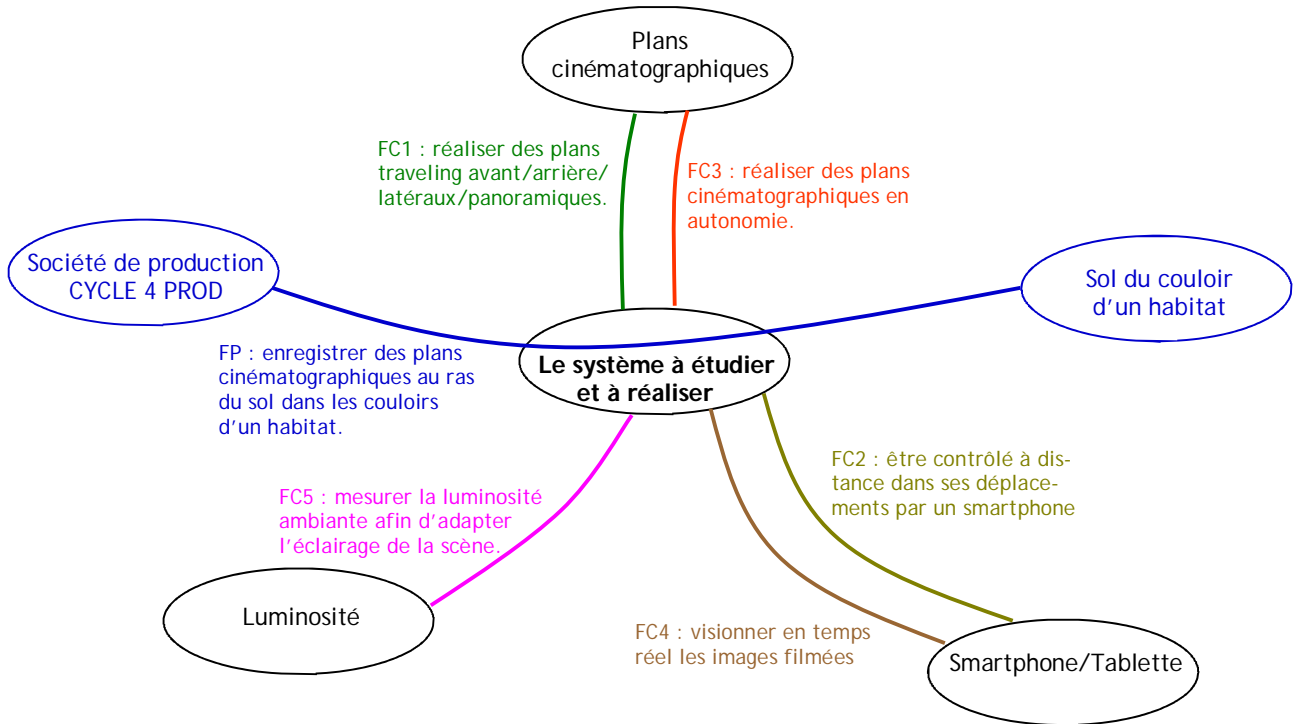 Plans
cinématographiques
FC1 : réaliser des plans
traveling avant/arrière/
latéraux/panoramiques.
FC3 : réaliser des plans
cinématographiques en
autonomie.
Société de production
CYCLE 4 PROD
Sol du couloir
d'un habitat
FP : enregistrer des plans
cinématographiques au ras
du sol dans les couloirs
d'un habitat.
Le système à étudier
et à réaliser
FC2 : être contrôlé à dis-
tance dans ses déplace-
ments par un smartphone
FC5 : mesurer la luminosité
ambiante afin d'adapter
l'éclairage de la scène.
Luminosité
FC4 : visionner en temps
réel les images filmées
Smartphone/Tablette